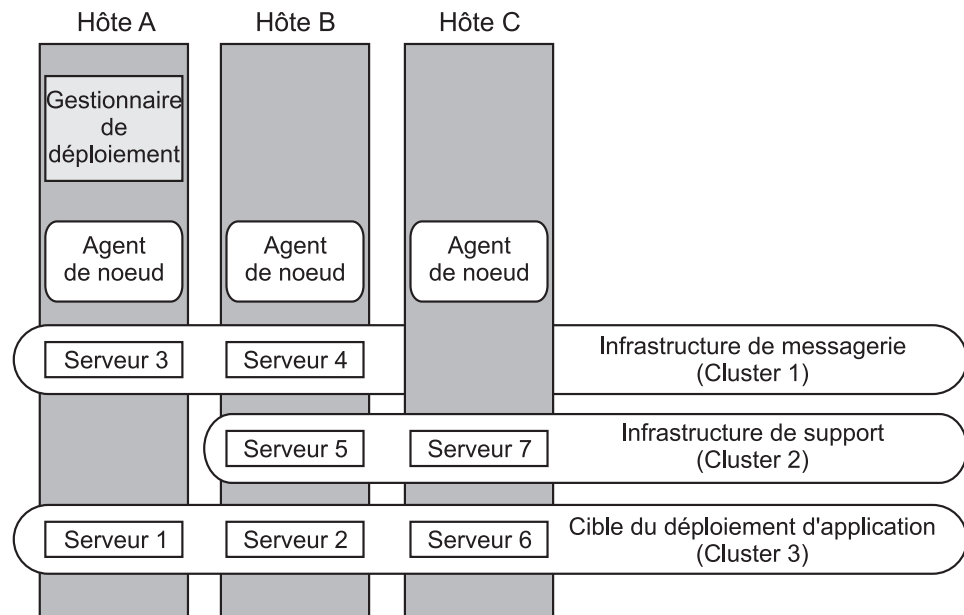 Hôte A
Hôte B
Hôte C
Gestionnaire
de
déploiement
Agent
de noeud
Agent
de noeud
Agent
de noeud
Serveur 3
Serveur 4
Infrastructure de messagerie
(Cluster 1)
Serveur 5
Serveur 7
Infrastructure de support
(Cluster 2)
Serveur 1
Serveur 2
Serveur 6
Cible du déploiement d'application
(Cluster 3)